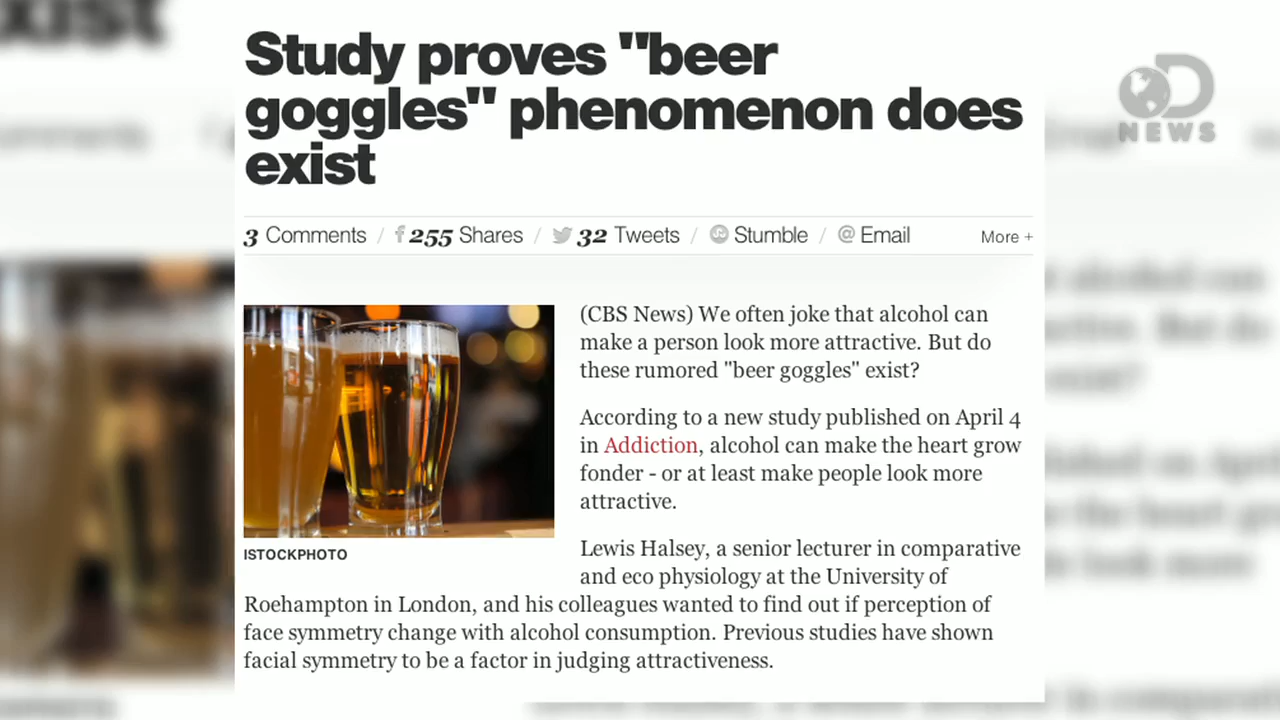 Study proves "beer
goggles" phenomenon does
exist
3 Comments / 255 Shares / 32 Tweets / Stumble / @ Email More +
(CBS News) We often joke that alcohol can
make a person look more attractive. But do
these rumored "beer goggles" exist?
According to a new study published on April 4
in Addiction, alcohol can make the heart grow
fonder - or at least make people look more
attractive.
ISTOCKPHOTO
Lewis Halsey, a senior lecturer in comparative
and eco physiology at the University of
Roehampton in London, and his colleagues wanted to find out if perception of
face symmetry change with alcohol consumption. Previous studies have shown
facial symmetry to be a factor in judging attractiveness.
D
NEWS